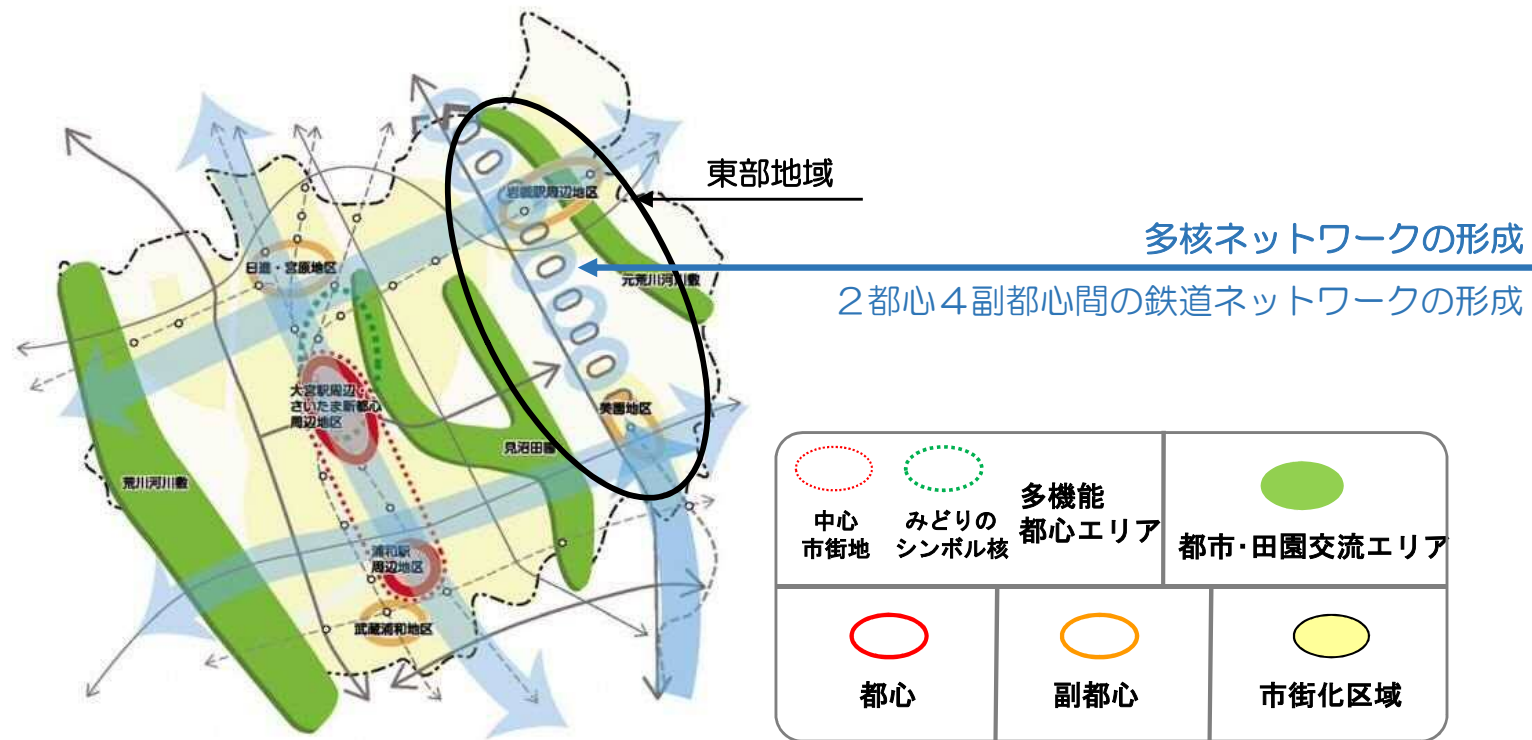 東部地域
多核ネットワークの形成
2都心4副都心間の鉄道ネットワークの形成
岩槻駅周辺地区
日進・宮原地区
元荒川河川敷
大宮駅周辺・
さいたま新都心
周辺地区
美園地区
見沼田圃
荒川河川敷
浦和駅
周辺地区
武蔵浦和地区
中心
市街地
みどりの
シンボル核
多機能
都心エリア
都市・田園交流エリア
都心
副都心
市街化区域